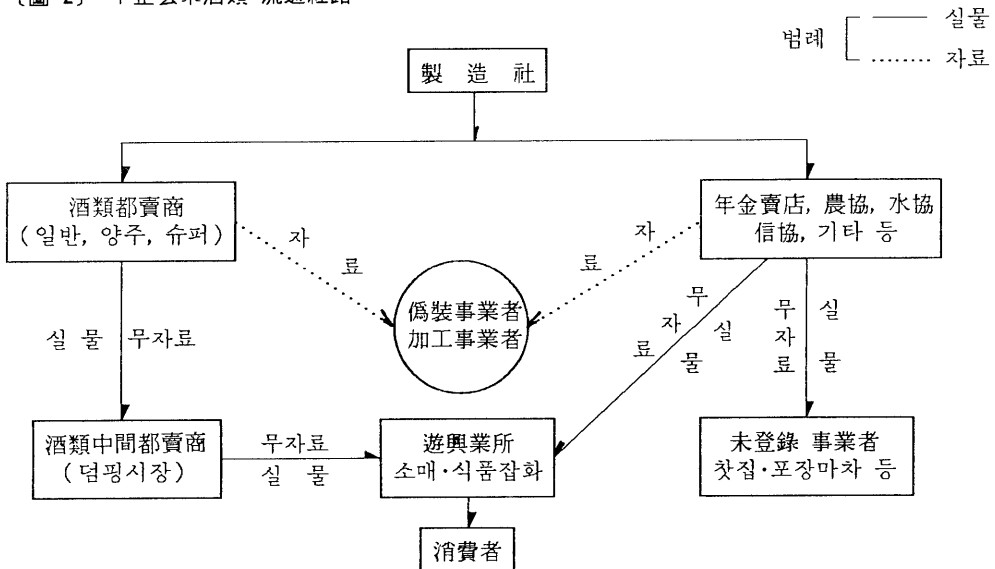 범례
실물
자료
製 造 社
酒類都賣商
(일반, 양주, 슈퍼)
年金賣店, 農協, 水協
信協, 기타 등
자
료
자
료
僞裝事業者
加工事業者
실 물
무자료
무
자
료
실
물
무
자
료
실
물
酒類中間都賣商
(덤핑시장)
무자료
실 물
遊興業所
소매·식품잡화
未登錄 事業者
찻집·포장마차 등
消費者